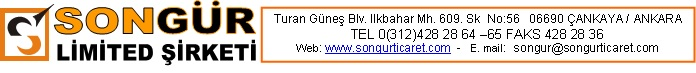 SONGÜR
LİMİTED ŞİRKETİ
Turan Güneş Blv. Ilkbahar Mh. 609. Sk No:56 06690 ÇANKAYA / ANKARA
TEL 0(312)428 28 64 –65 FAKS 428 28 36
Web: www.songurticaret.com - E. mail: songur@songurticaret.com